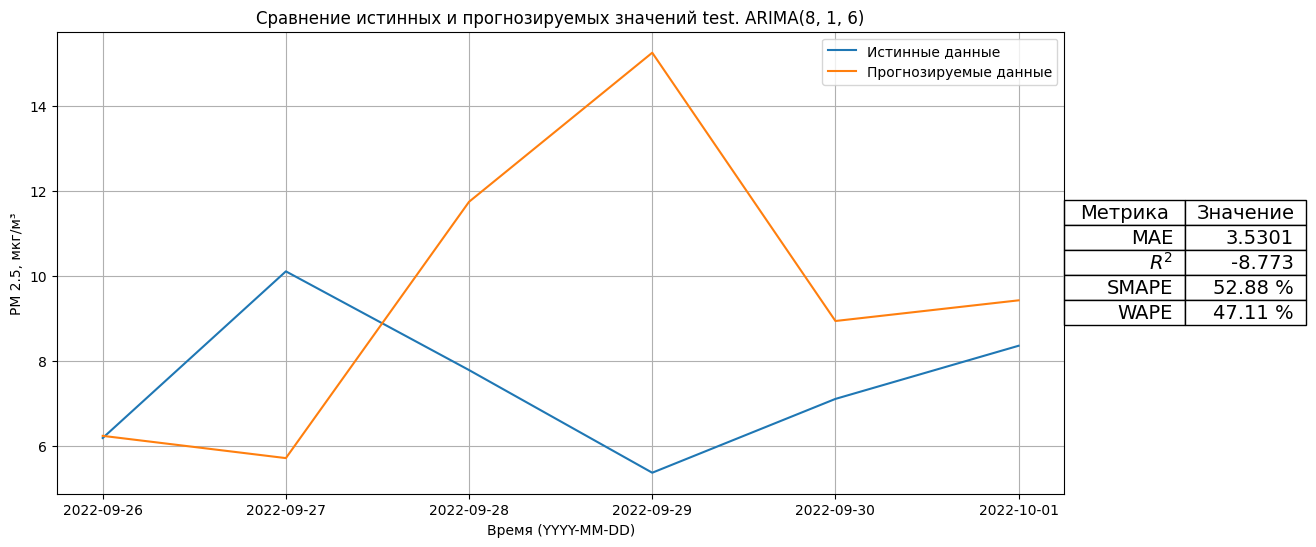 Сравнение истинных и прогнозируемых значений test. ARIMA(8, 1, 6)
Истинные данные
Прогнозируемые данные
PM 2.5, мкг/м³
14
12
10
8
6
2022-09-26 2022-09-27 2022-09-28 2022-09-29 2022-09-30 2022-10-01
Время (YYYY-MM-DD)
Метрика Значение
MAE 3.5301
R² -8.773
SMAPE 52.88 %
WAPE 47.11 %